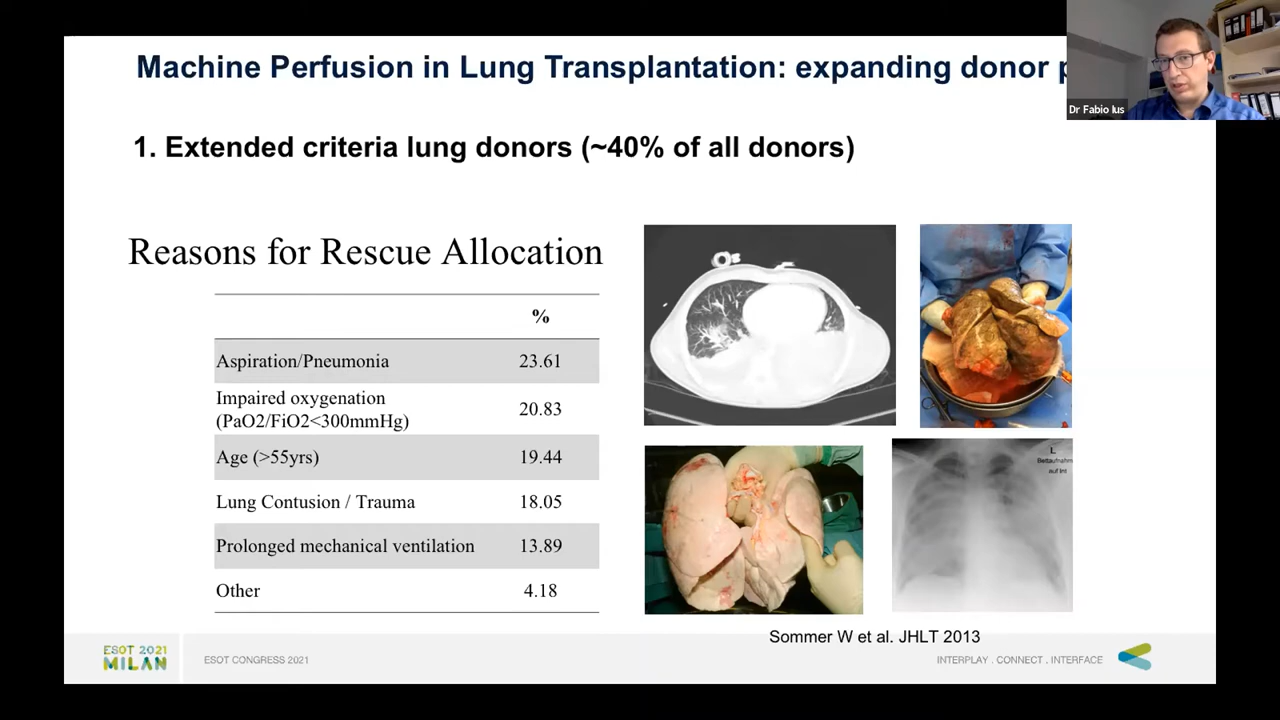 Machine Perfusion in Lung Transplantation: expanding donor
Dr Fabio Ius
1. Extended criteria lung donors (~40% of all donors)
Reasons for Rescue Allocation
%
Aspiration/Pneumonia 23.61
Impaired oxygenation
(PaO2/FiO2<300mmHg) 20.83
Age (>55yrs) 19.44
Lung Contusion / Trauma 18.05
Prolonged mechanical ventilation 13.89
Other 4.18
L
Bettaufnahm
auf Int
Sommer W et al. JHLT 2013
ESOT 2021
MILAN
ESOT CONGRESS 2021
INTERPLAY . CONNECT . INTERFACE